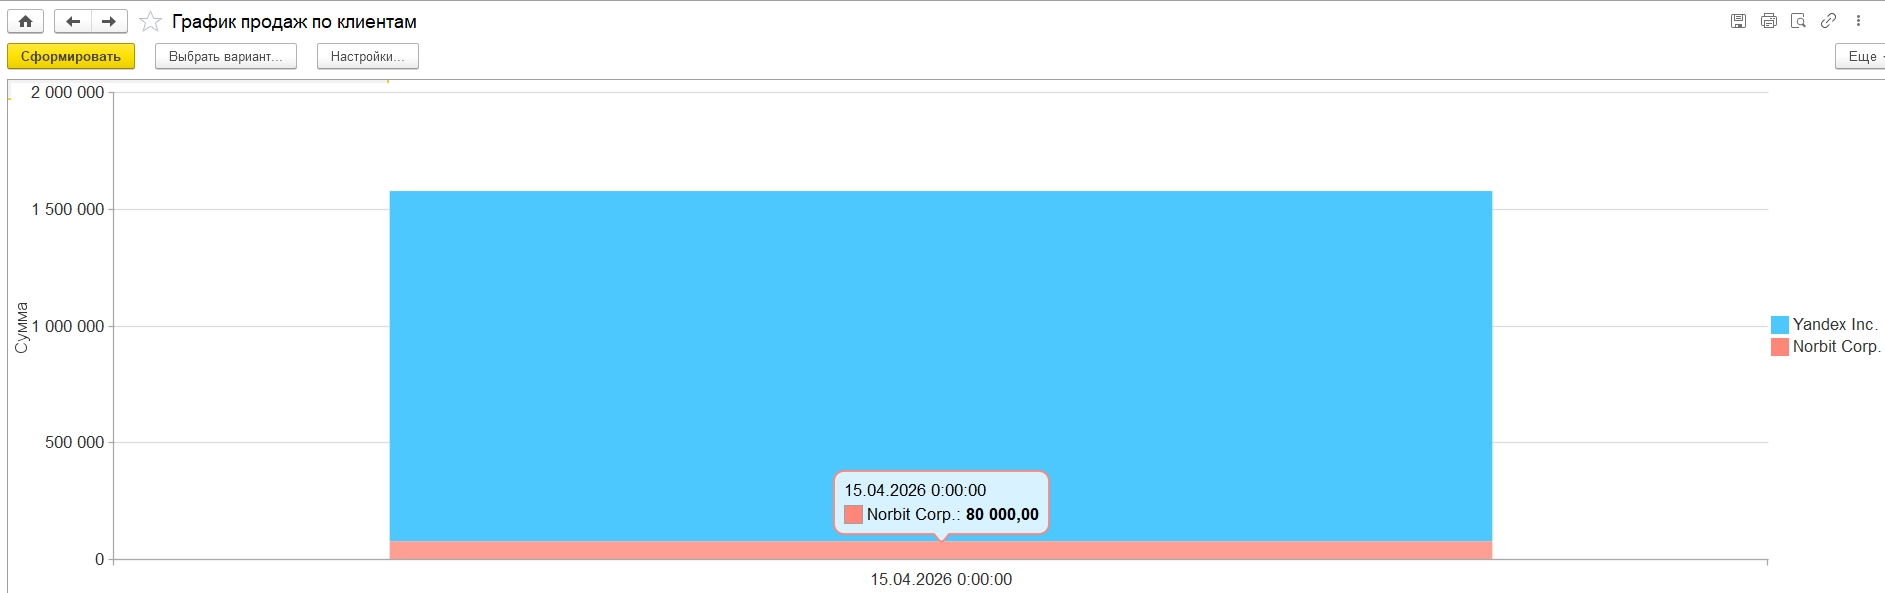 График продаж по клиентам
Сформировать
Выбрать вариант...
Настройки...
Еще
2 000 000
1 500 000
1 000 000
500 000
0
Сумма
Yandex Inc.
Norbit Corp.
15.04.2026 0:00:00
Norbit Corp.: 80 000,00
15.04.2026 0:00:00